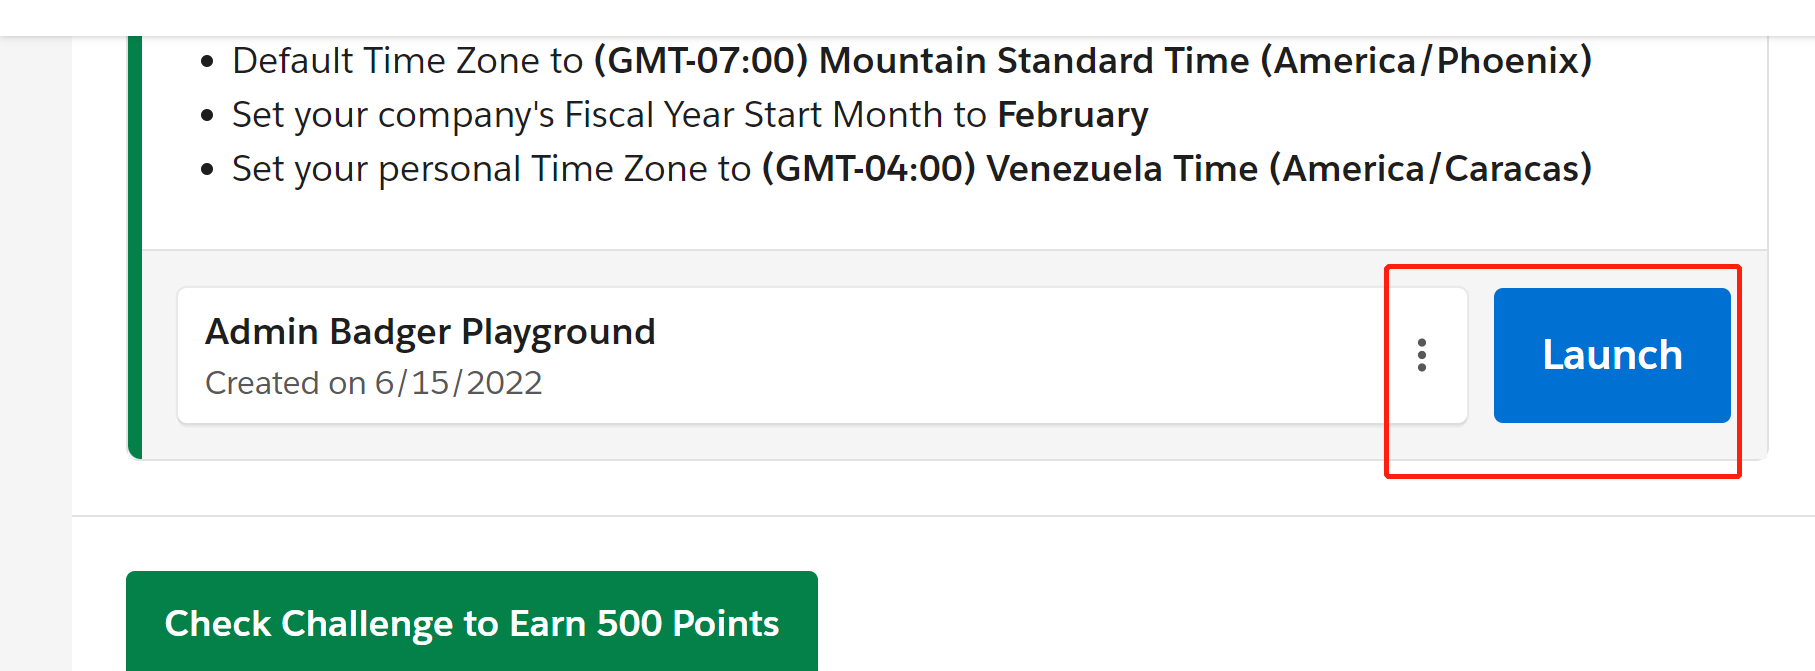 Default Time Zone to (GMT-07:00) Mountain Standard Time (America/Phoenix)
Set your company's Fiscal Year Start Month to February
Set your personal Time Zone to (GMT-04:00) Venezuela Time (America/Caracas)
Admin Badger Playground
Created on 6/15/2022
Launch
Check Challenge to Earn 500 Points